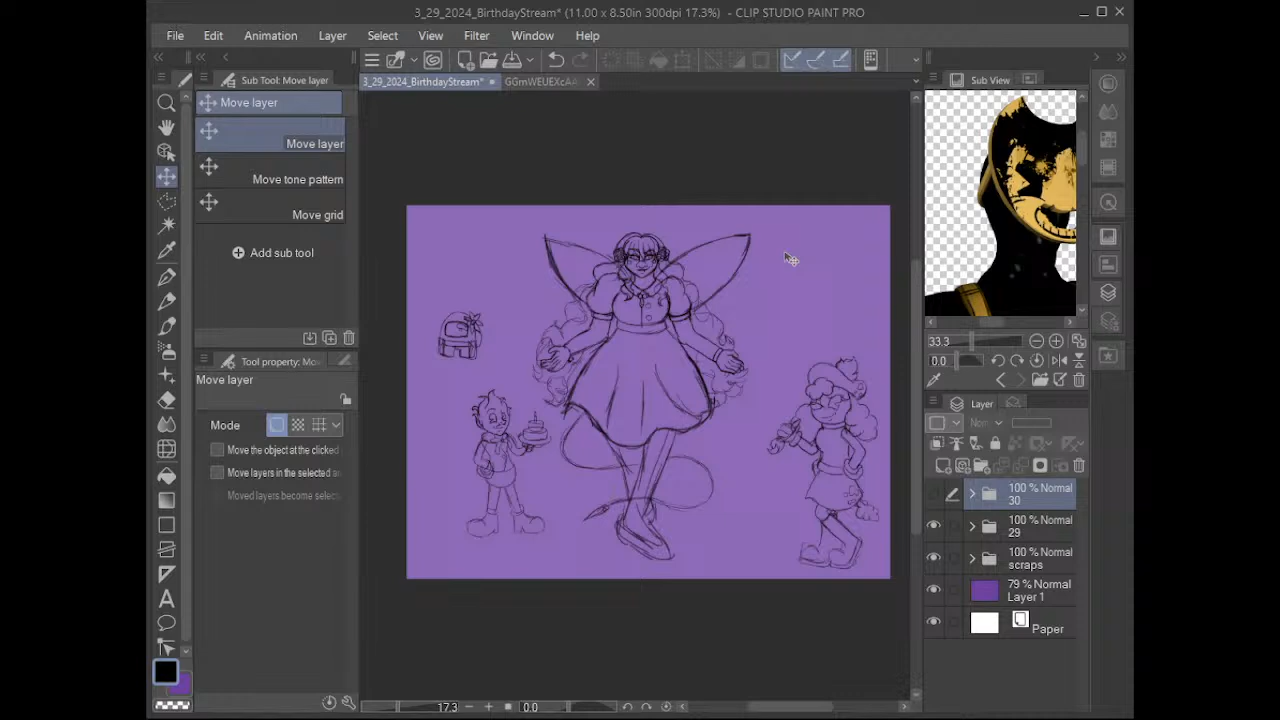 3_29_2024_BirthdayStream* (11.00 x 8.50in 300dpi 17.3%) - CLIP STUDIO PAINT PRO
File Edit Animation Layer Select View Filter Window Help
Sub Tool: Move layer
3_29_2024_BirthdayStream*
GGmWEUEXcAA
Sub View
Move layer
Move layer
Move tone pattern
Move grid
Add sub tool
Tool property: Mov
Move layer
Mode
Move the object at the clicked
Move layers in the selected a
Moved layers become selec
33.3
0.0
Layer
100 % Normal
30
100 % Normal
29
100 % Normal
scraps
79 % Normal
Layer 1
Paper
17.3
0.0